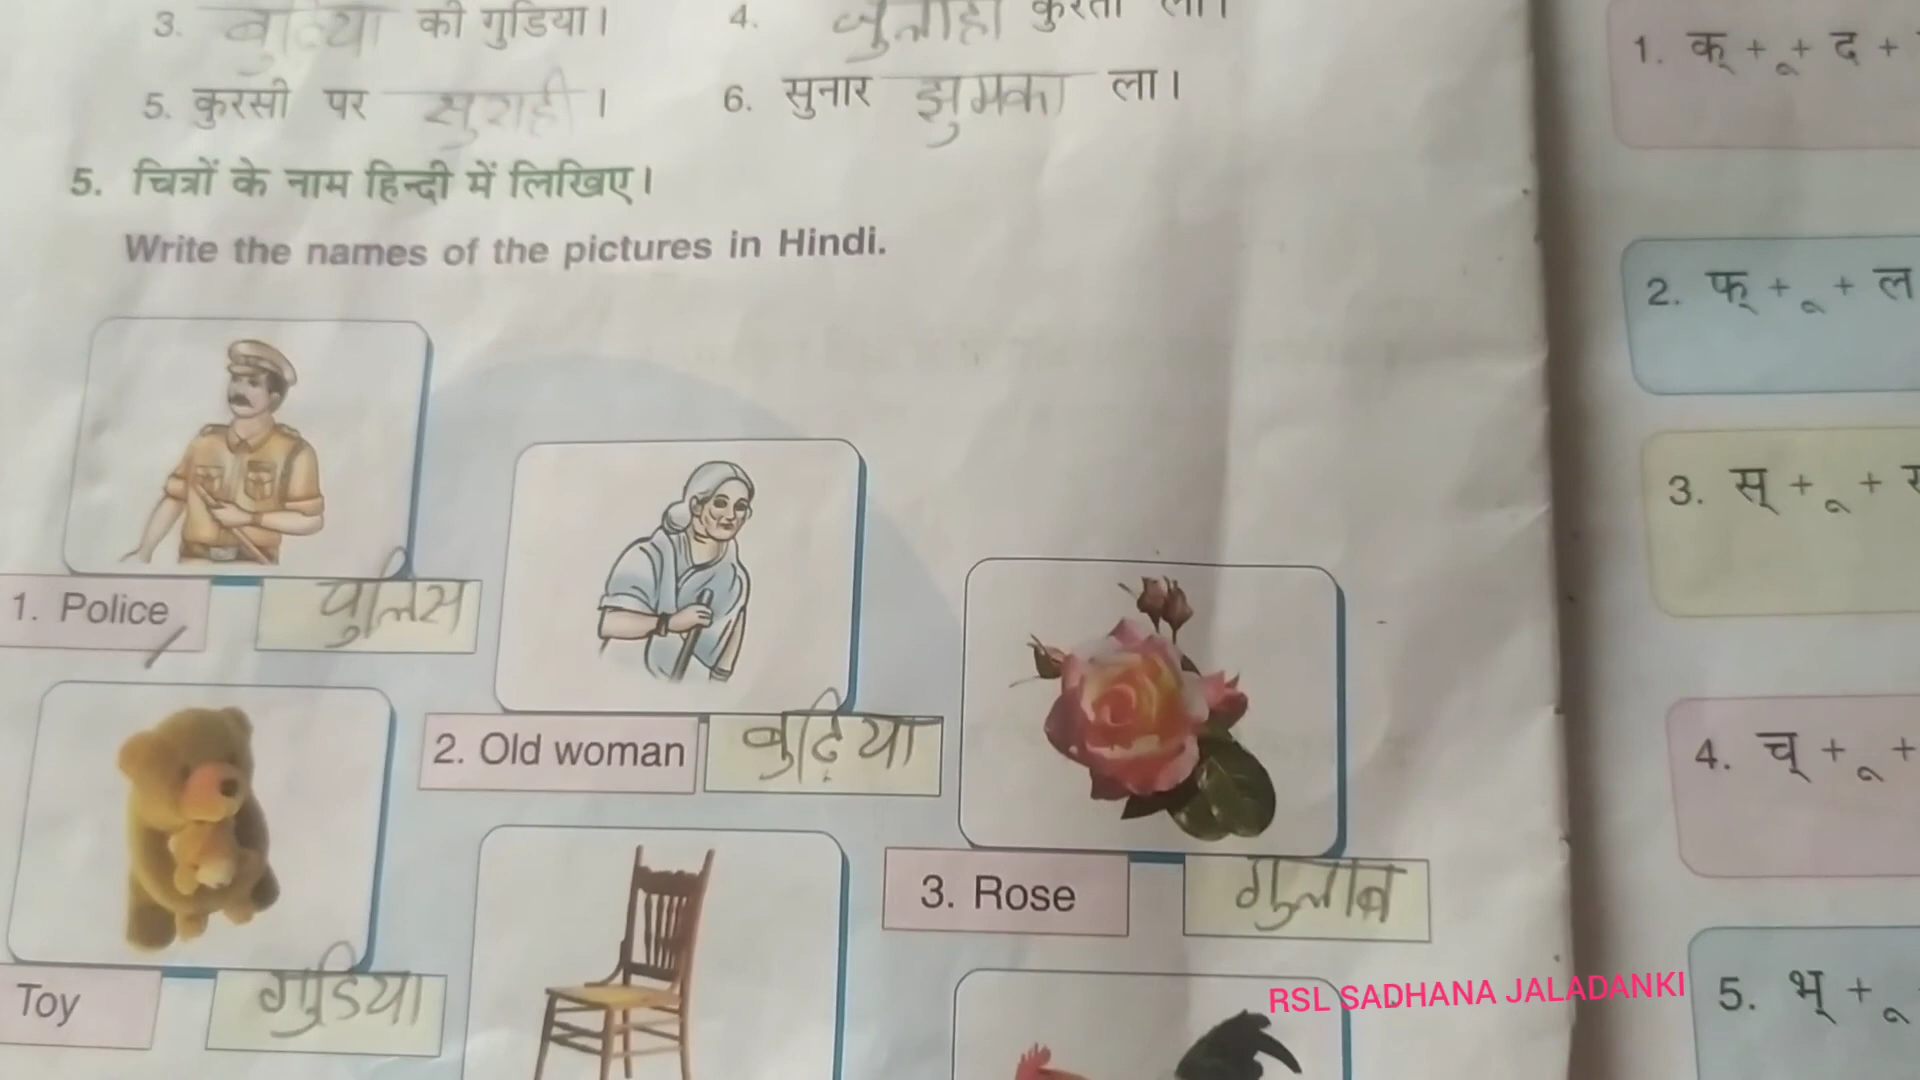 3. बुढ़िया की गुडिया।
4. जुलाहा कुरता ला।
5. कुरसी पर सुराही ।
6. सुनार झुमका ला।
5. चित्रों के नाम हिन्दी में लिखिए।
Write the names of the pictures in Hindi.
1. Police पुलिस
2. Old woman बुढ़िया
3. Rose गुलाब
Toy गुडिया
1. क् + ू + द +
2. फ् + ू + ल
3. स् + ू +
4. च् + ू +
5. भ् + ू
RSL SADHANA JALADANKI